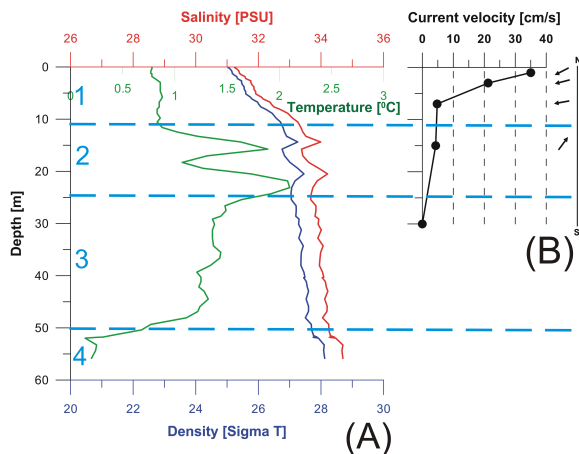 Salinity [PSU]
26 28 30 32 34 36
Current velocity [cm/s]
0 10 20 30 40
N
0
0 0.5 1 1.5 2 2.5 3
Temperature [⁰C]
1
10
2
20
Depth [m]
30
S
(B)
3
40
50
4
60
20 22 24 26 28 30
Density [Sigma T]
(A)